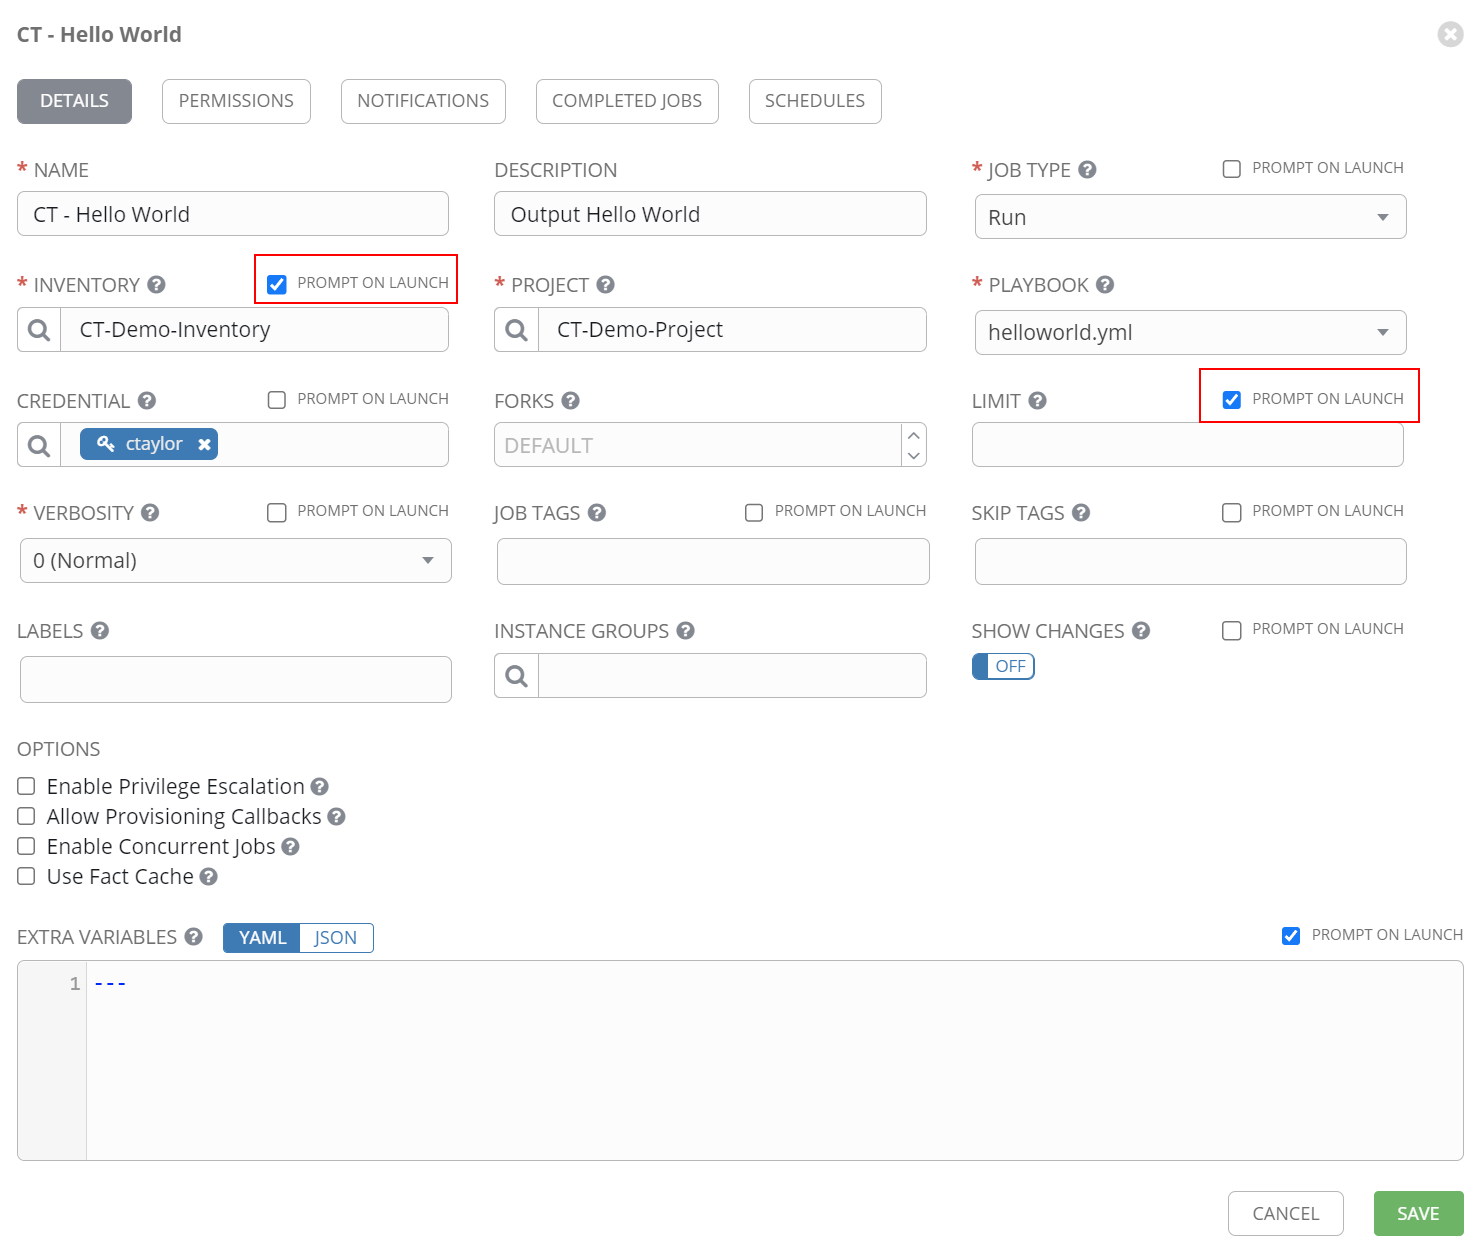 CT - Hello World
DETAILS PERMISSIONS NOTIFICATIONS COMPLETED JOBS SCHEDULES
* NAME DESCRIPTION * JOB TYPE ? PROMPT ON LAUNCH
CT - Hello World Output Hello World Run
* INVENTORY ? PROMPT ON LAUNCH * PROJECT ? * PLAYBOOK ?
CT-Demo-Inventory CT-Demo-Project helloworld.yml
CREDENTIAL ? PROMPT ON LAUNCH FORKS ? LIMIT ? PROMPT ON LAUNCH
ctaylor DEFAULT
* VERBOSITY ? PROMPT ON LAUNCH JOB TAGS ? PROMPT ON LAUNCH SKIP TAGS ? PROMPT ON LAUNCH
0 (Normal)
LABELS ? INSTANCE GROUPS ? SHOW CHANGES ? PROMPT ON LAUNCH
OFF
OPTIONS
Enable Privilege Escalation ?
Allow Provisioning Callbacks ?
Enable Concurrent Jobs ?
Use Fact Cache ?
EXTRA VARIABLES ? YAML JSON PROMPT ON LAUNCH
1 ---
CANCEL SAVE